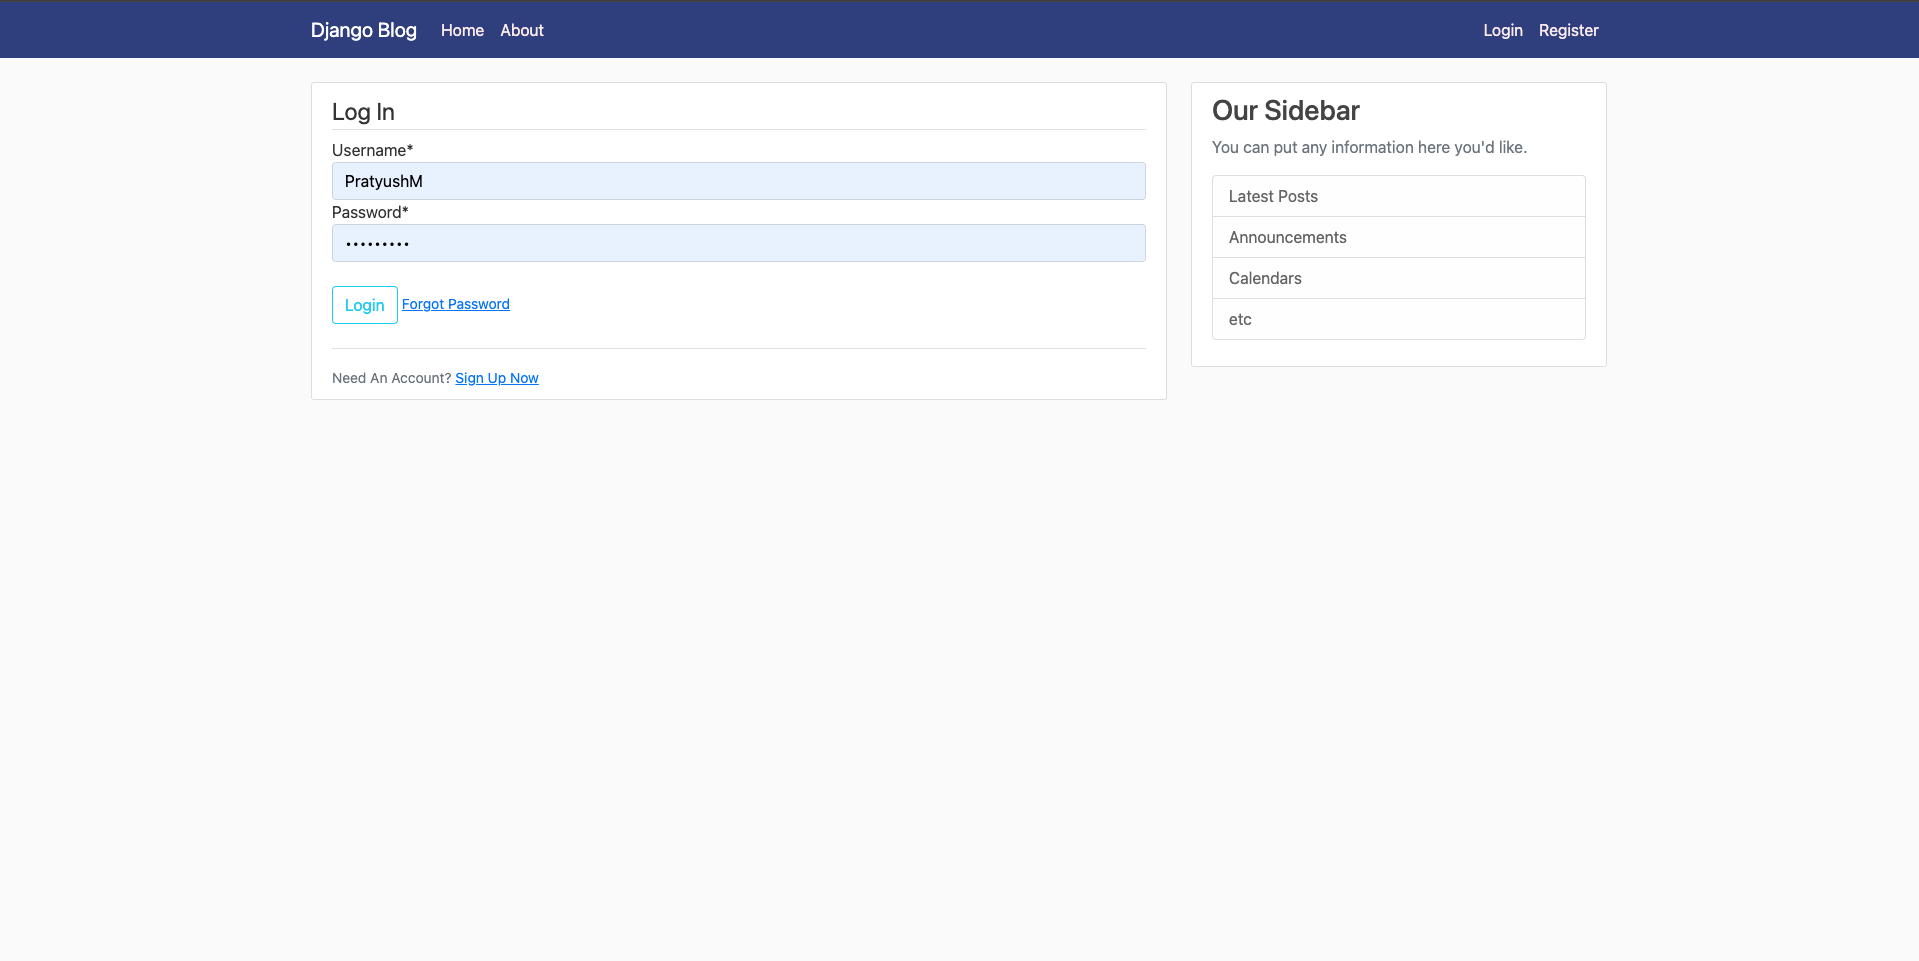 Django Blog Home About Login Register
Log In
Username*
PratyushM
Password*
•••••••••
Login Forgot Password
Need An Account? Sign Up Now
Our Sidebar
You can put any information here you'd like.
Latest Posts
Announcements
Calendars
etc